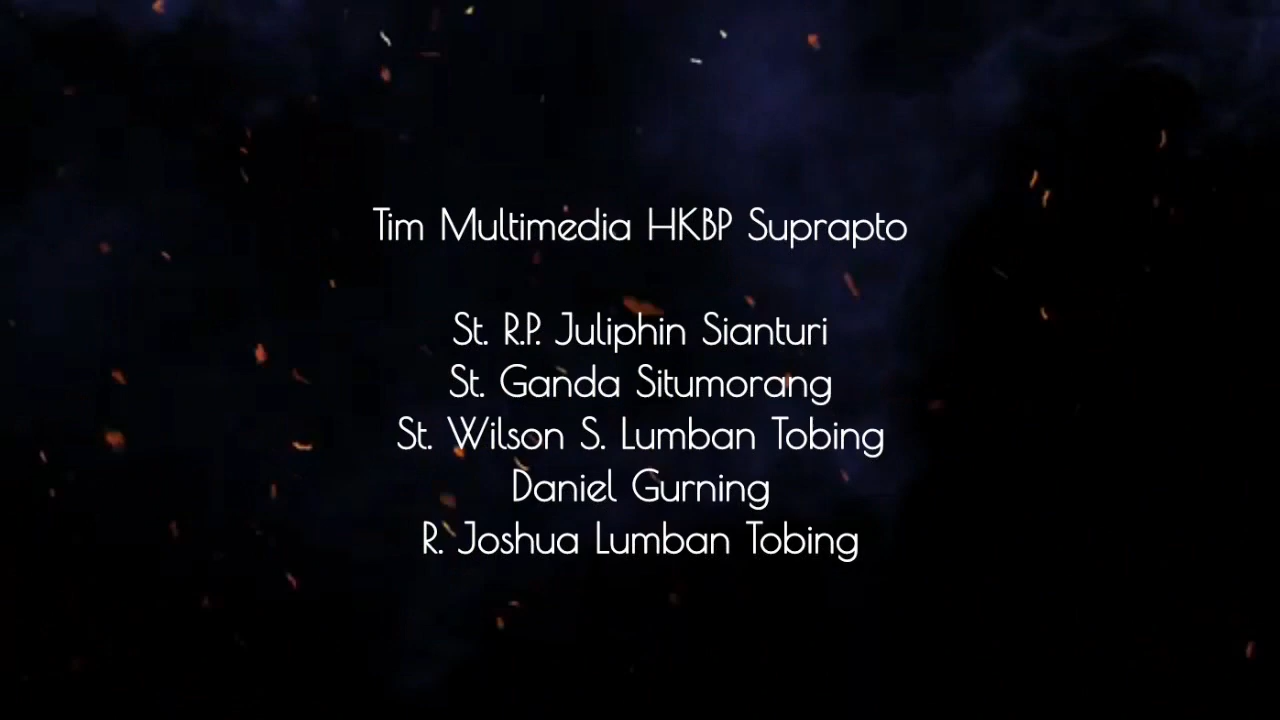 Tim Multimedia HKBP Suprapto
St. R.P. Juliphin Sianturi
St. Ganda Situmorang
St. Wilson S. Lumban Tobing
Daniel Gurning
R. Joshua Lumban Tobing